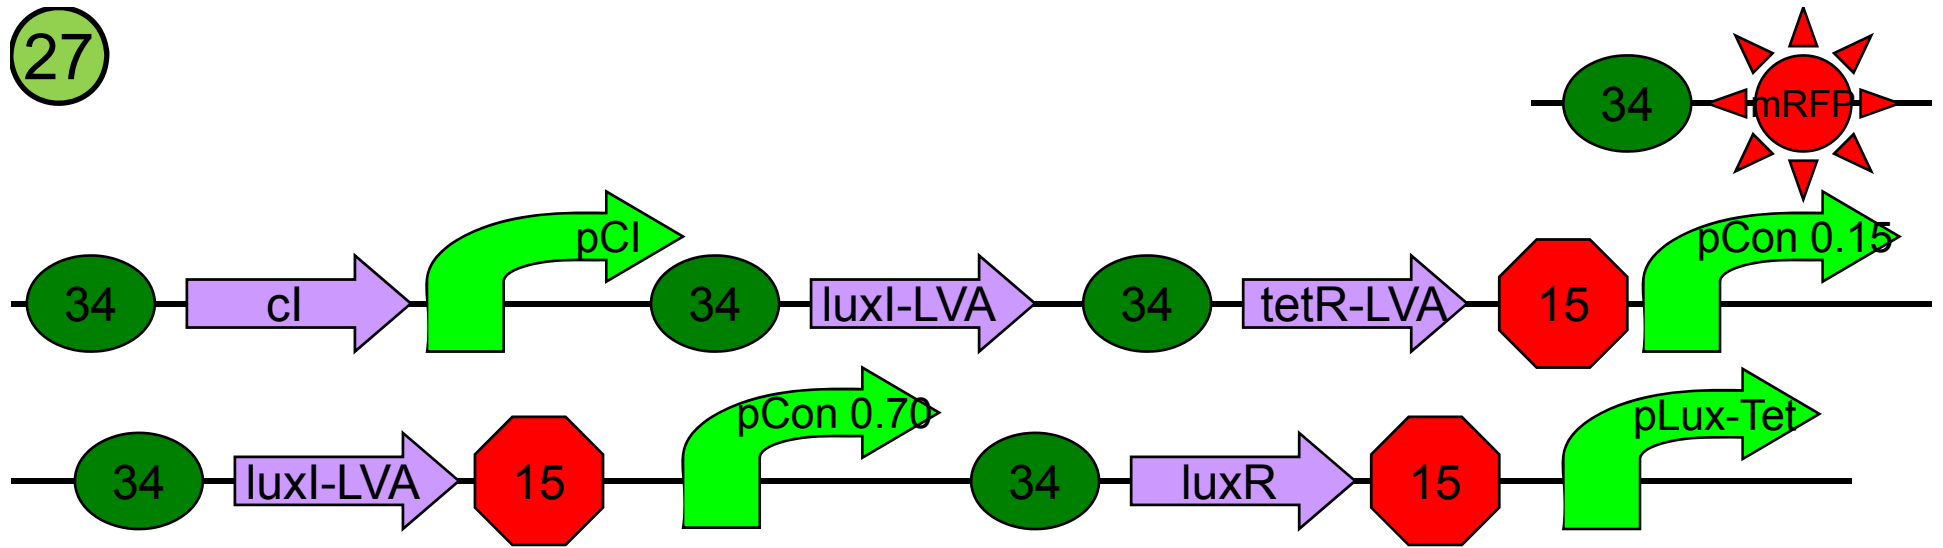 27
34 mRFP
34 cI pCI 34 luxI-LVA 34 tetR-LVA 15 pCon 0.15
34 luxI-LVA 15 pCon 0.70 34 luxR 15 pLux-Tet